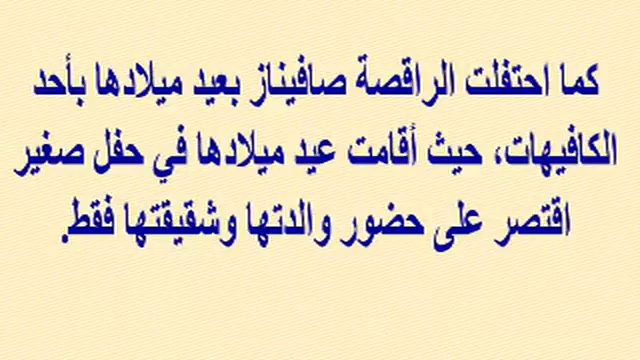 كما احتفلت الراقصة صافيناز بعيد ميلادها بأحد
الكافيهات، حيث أقامت عيد ميلادها في حفل صغير
اقتصر على حضور والدتها وشقيقتها فقط.